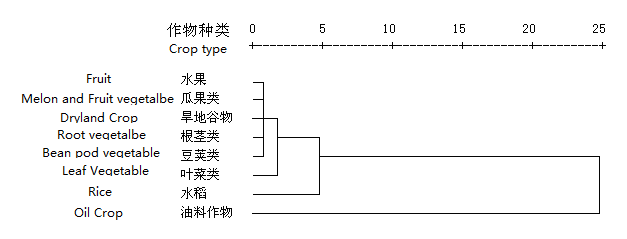 作物种类 0 5 10 15 20 25
Crop type
Fruit 水果
Melon and Fruit vegetalbe 瓜果类
Dryland Crop 旱地谷物
Root vegetalbe 根茎类
Bean pod vegetable 豆荚类
Leaf Vegetable 叶菜类
Rice 水稻
Oil Crop 油料作物